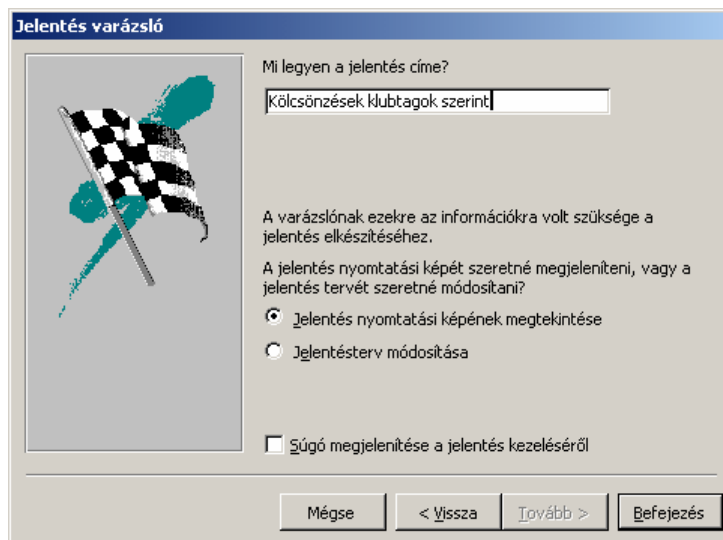 Jelentés varázsló
Mi legyen a jelentés címe?
Kölcsönzések klubtagok szerint
A varázslónak ezekre az információkra volt szüksége a
jelentés elkészítéséhez.
A jelentés nyomtatási képét szeretné megjeleníteni, vagy a
jelentés tervét szeretné módosítani?
Jelentés nyomtatási képének megtekintése
Jelentésterv módosítása
Súgó megjelenítése a jelentés kezeléséről
Mégse
< Vissza
Tovább >
Befejezés